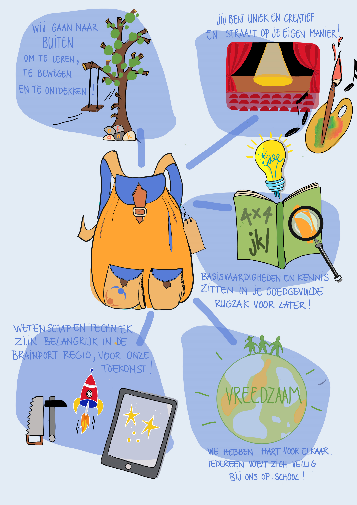 WIJ GAAN NAAR
BUITEN
OM TE LEREN,
TE BEWEGEN
EN TE ONTDEKKEN!
JIJ BENT UNIEK EN CREATIEF
EN STRAALT OP JE EIGEN MANIER!
4x4
jk/
BASISVAARDIGHEDEN EN KENNIS
ZITTEN IN JE GOEDGEVULDE
RUGZAK VOOR LATER!
WETENSCHAP EN TECHNIEK
ZIJN BELANGRIJK IN DE
BRAINPORT REGIO, VOOR ONZE
TOEKOMST!
VREEDZAAM
WE HEBBEN HART VOOR ELKAAR.
IEDEREEN VOELT ZICH VEILIG
BIJ ONS OP SCHOOL!